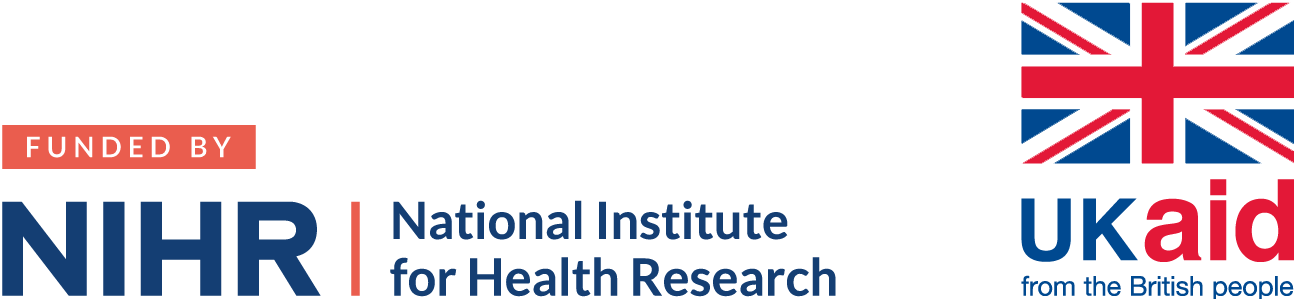 FUNDED BY
NIHR
National Institute
for Health Research
UKaid
from the British people